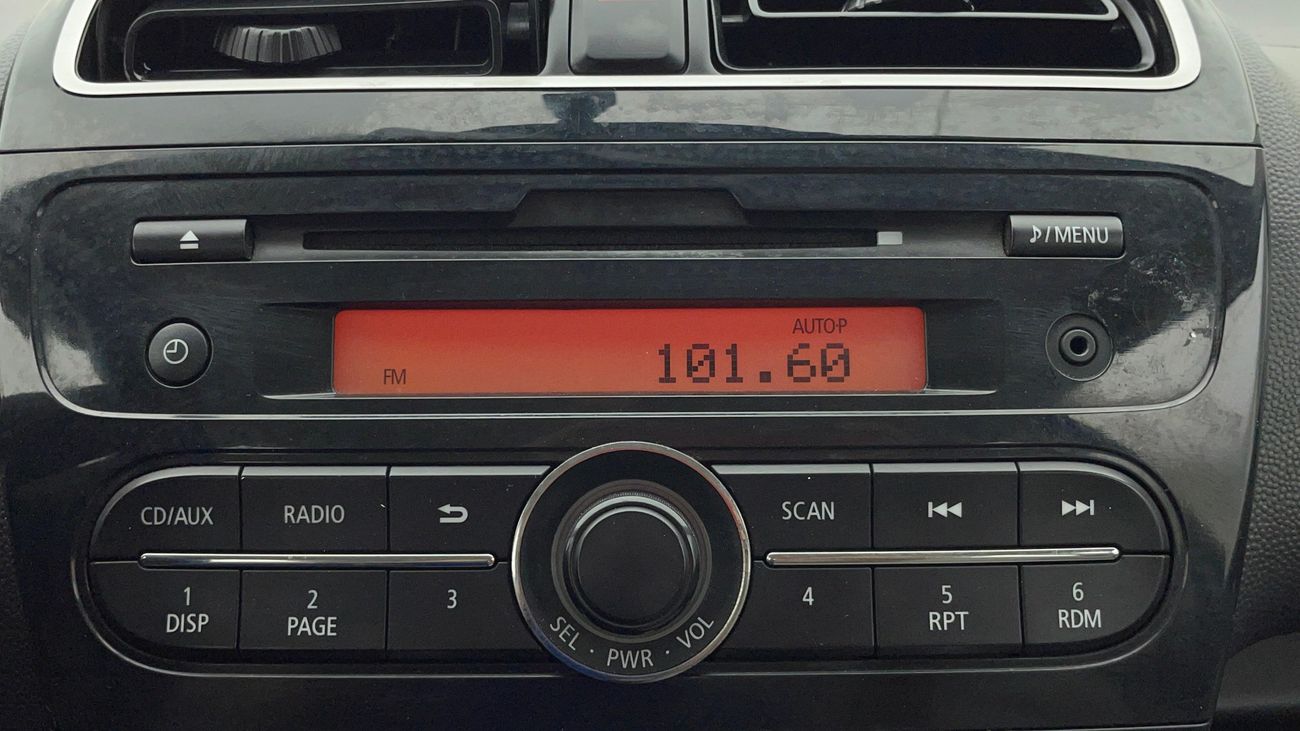 ♪/MENU
AUTO-P
FM 101.60
CD/AUX RADIO SCAN
1 2 3 4 5 6
DISP PAGE RPT RDM
SEL · PWR · VOL